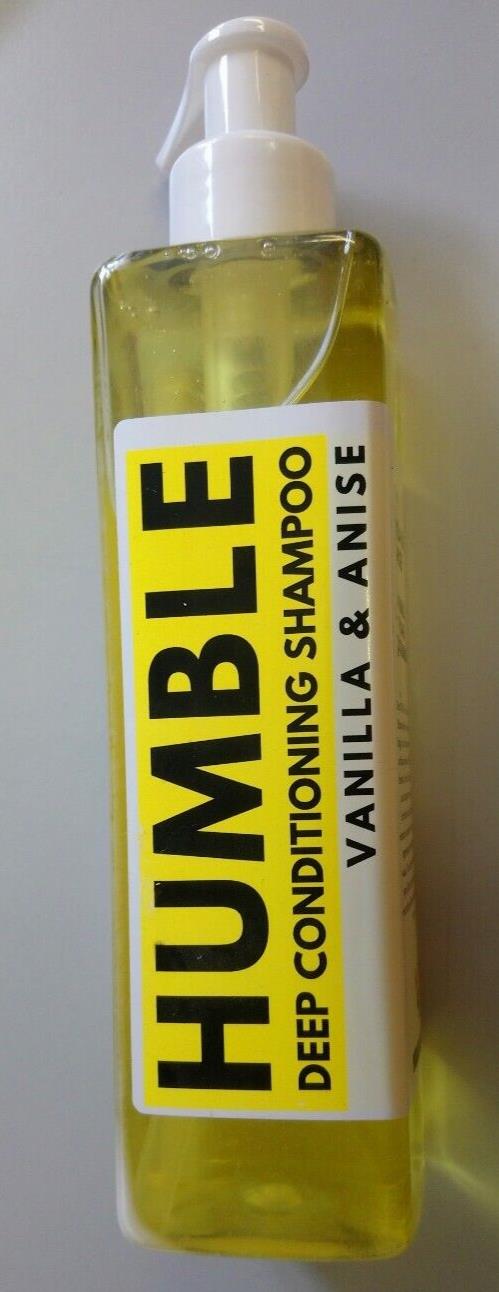 HUMBLE
DEEP CONDITIONING SHAMPOO
VANILLA & ANISE